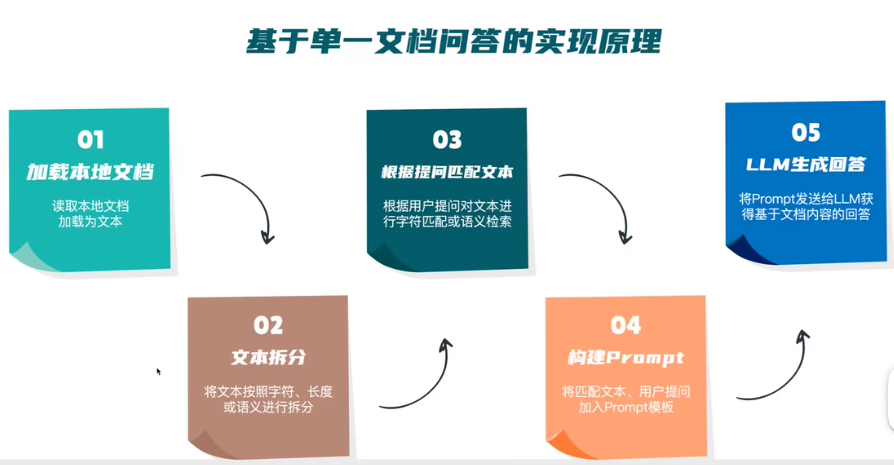 基于单一文档问答的实现原理
01
加载本地文档
读取本地文档
加载为文本
02
文本拆分
将文本按照字符、长度
或语义进行拆分
03
根据提问匹配文本
根据用户提问对文本进
行字符匹配或语义检索
04
构建Prompt
将匹配文本、用户提问
加入Prompt模板
05
LLM生成回答
将Prompt发送给LLM获
得基于文档内容的回答